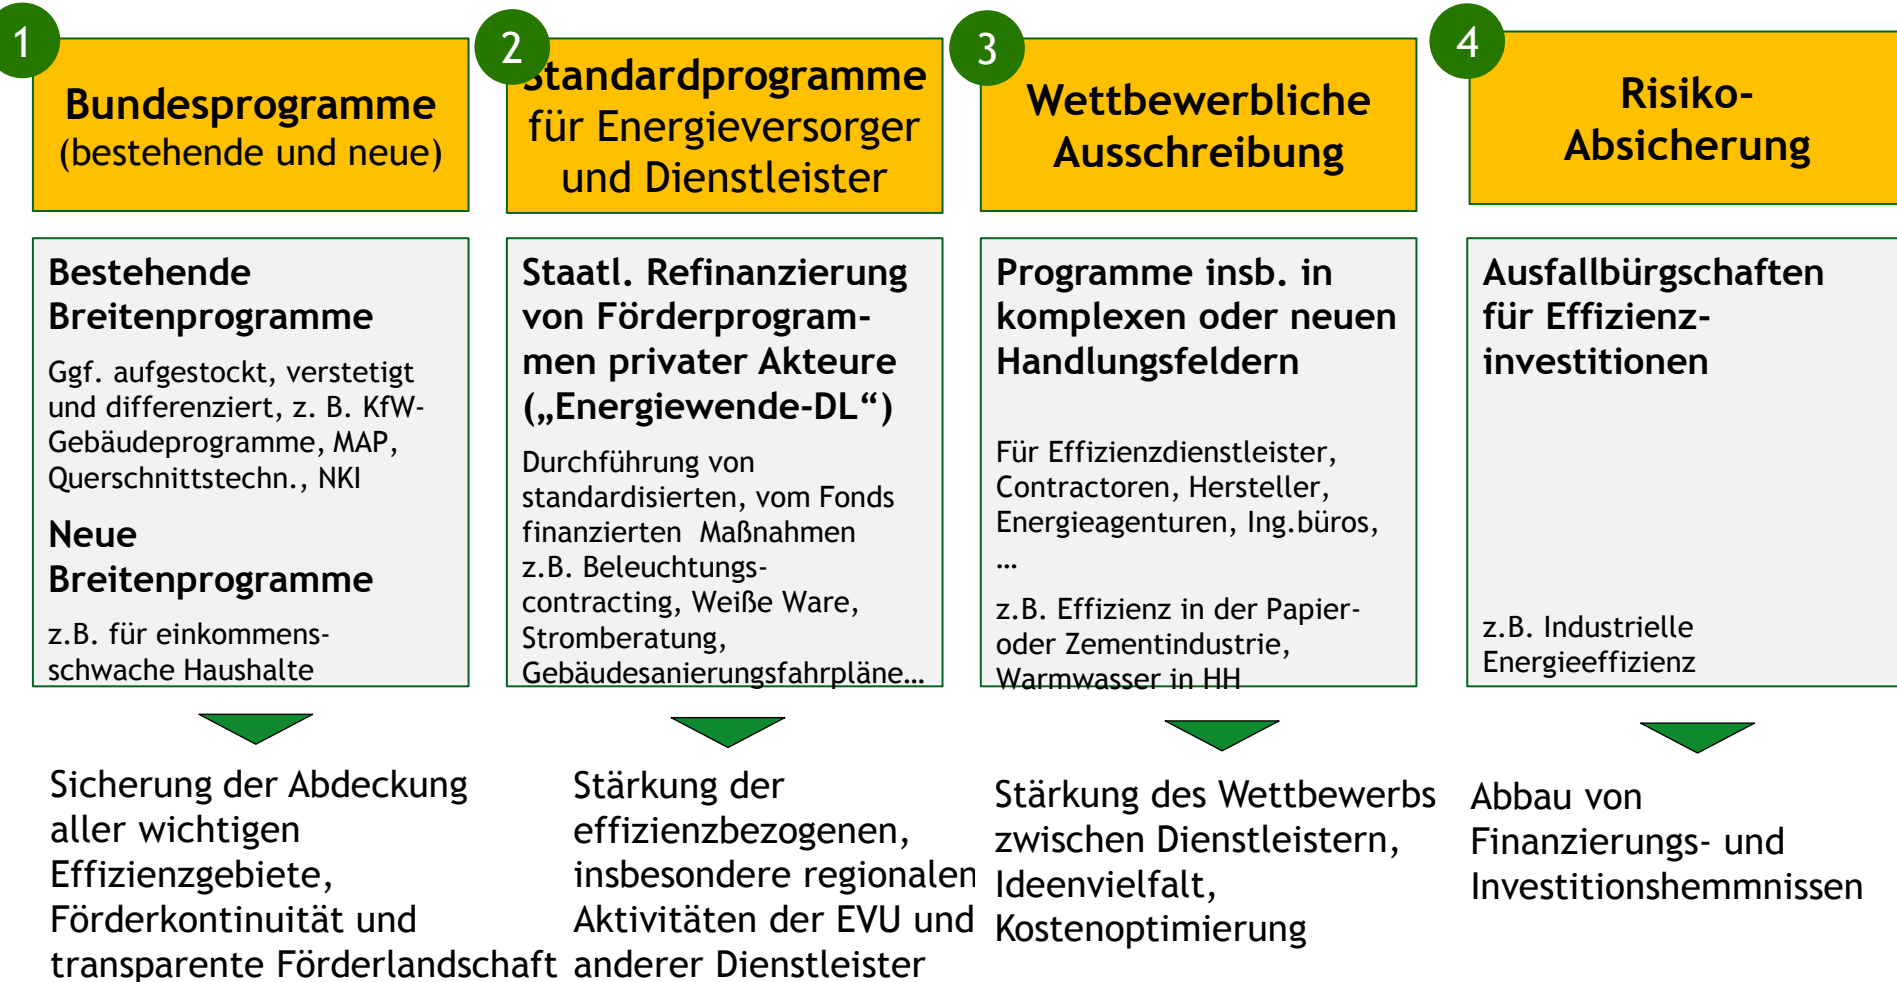 1
Bundesprogramme
(bestehende und neue)
Bestehende
Breitenprogramme
Ggf. aufgestockt, verstetigt
und differenziert, z. B. KfW-
Gebäudeprogramme, MAP,
Querschnittstechn., NKI
Neue
Breitenprogramme
z.B. für einkommens-
schwache Haushalte
Sicherung der Abdeckung
aller wichtigen
Effizienzgebiete,
Förderkontinuität und
transparente Förderlandschaft
2
Standardprogramme
für Energieversorger
und Dienstleister
Staatl. Refinanzierung
von Förderprogram-
men privater Akteure
(„Energiewende-DL“)
Durchführung von
standardisierten, vom Fonds
finanzierten Maßnahmen
z.B. Beleuchtungs-
contracting, Weiße Ware,
Stromberatung,
Gebäudesanierungsfahrpläne…
Stärkung der
effizienzbezogenen,
insbesondere regionalen
Aktivitäten der EVU und
anderer Dienstleister
3
Wettbewerbliche
Ausschreibung
Programme insb. in
komplexen oder neuen
Handlungsfeldern
Für Effizienzdienstleister,
Contractoren, Hersteller,
Energieagenturen, Ing.büros,
…
z.B. Effizienz in der Papier-
oder Zementindustrie,
Warmwasser in HH
Stärkung des Wettbewerbs
zwischen Dienstleistern,
Ideenvielfalt,
Kostenoptimierung
4
Risiko-
Absicherung
Ausfallbürgschaften
für Effizienz-
investitionen
z.B. Industrielle
Energieeffizienz
Abbau von
Finanzierungs- und
Investitionshemmnissen